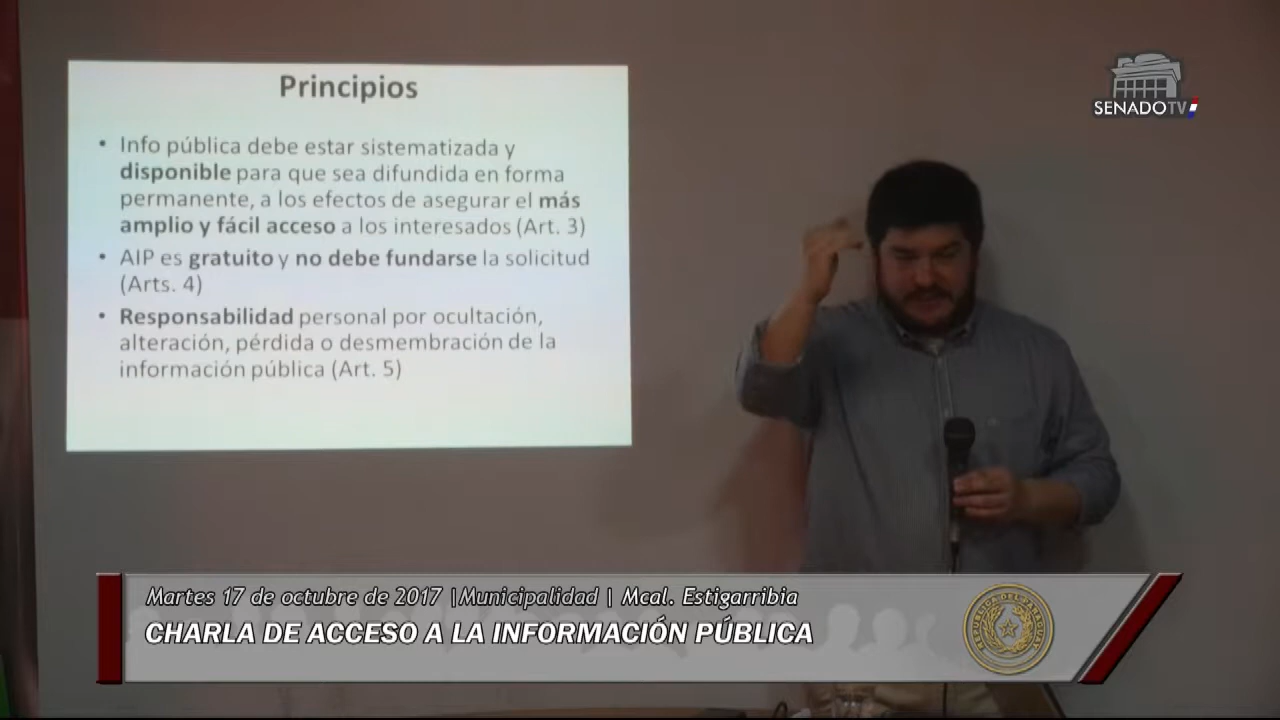 Principios
• Info pública debe estar sistematizada y
disponible para que sea difundida en forma
permanente, a los efectos de asegurar el más
amplio y fácil acceso a los interesados (Art. 3)
• AIP es gratuito y no debe fundarse la solicitud
(Arts. 4)
• Responsabilidad personal por ocultación,
alteración, pérdida o desmembración de la
información pública (Art. 5)
SENADOTV
Martes 17 de octubre de 2017 |Municipalidad | Mcal. Estigarribia
CHARLA DE ACCESO A LA INFORMACIÓN PÚBLICA
REPUBLICA DEL PARAGUAY